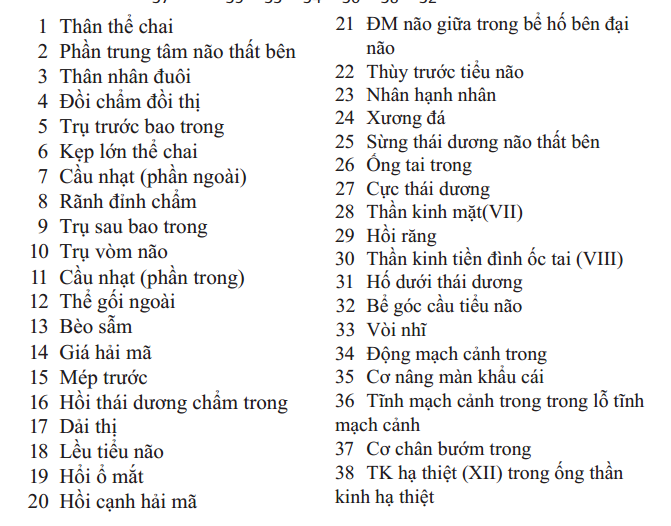 1 Thân thể chai
2 Phần trung tâm não thất bên
3 Thân nhân đuôi
4 Đồi chẩm đồi thị
5 Trụ trước bao trong
6 Kẹp lớn thể chai
7 Cầu nhạt (phần ngoài)
8 Rãnh đỉnh chẩm
9 Trụ sau bao trong
10 Trụ vòm não
11 Cầu nhạt (phần trong)
12 Thể gối ngoài
13 Bèo sẫm
14 Giá hải mã
15 Mép trước
16 Hồi thái dương chẩm trong
17 Dải thị
18 Lều tiểu não
19 Hồi ổ mắt
20 Hồi cạnh hải mã
21 ĐM não giữa trong bể hố bên đại
não
22 Thùy trước tiểu não
23 Nhân hạnh nhân
24 Xương đá
25 Sừng thái dương não thất bên
26 Ống tai trong
27 Cực thái dương
28 Thần kinh mặt(VII)
29 Hồi răng
30 Thần kinh tiền đình ốc tai (VIII)
31 Hố dưới thái dương
32 Bể góc cầu tiểu não
33 Vòi nhĩ
34 Động mạch cảnh trong
35 Cơ nâng màn khẩu cái
36 Tĩnh mạch cảnh trong trong lỗ tĩnh
mạch cảnh
37 Cơ chân bướm trong
38 TK hạ thiệt (XII) trong ống thần
kinh hạ thiệt